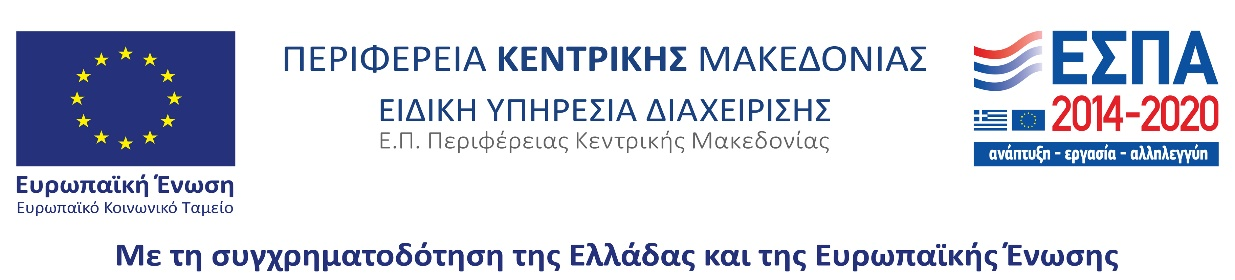 ΠΕΡΙΦΕΡΕΙΑ ΚΕΝΤΡΙΚΗΣ ΜΑΚΕΔΟΝΙΑΣ
ΕΙΔΙΚΗ ΥΠΗΡΕΣΙΑ ΔΙΑΧΕΙΡΙΣΗΣ
Ε.Π. Περιφέρειας Κεντρικής Μακεδονίας
Ευρωπαϊκή Ένωση
Ευρωπαϊκό Κοινωνικό Ταμείο
ΕΣΠΑ
2014-2020
ανάπτυξη - εργασία - αλληλεγγύη
Με τη συγχρηματοδότηση της Ελλάδας και της Ευρωπαϊκής Ένωσης